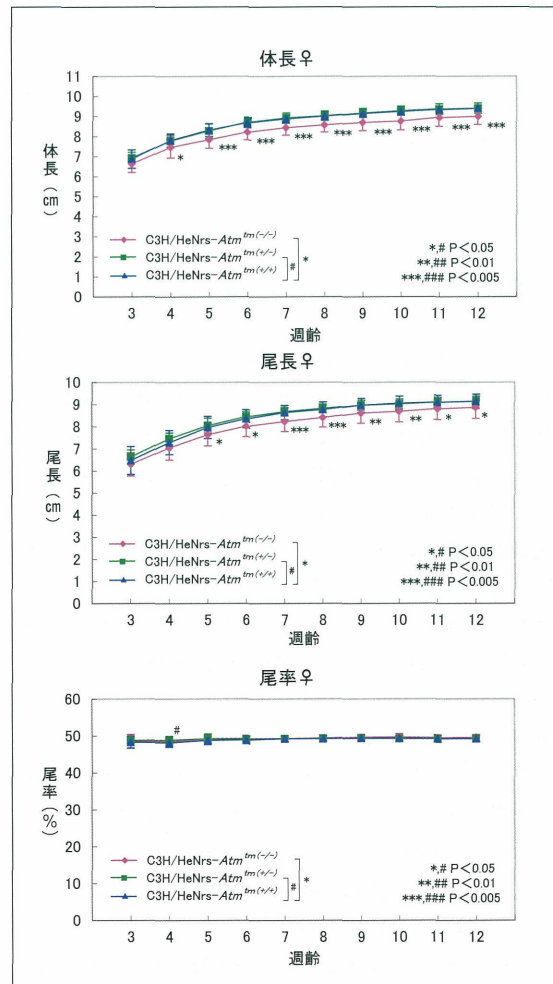 体長♀
11
10
9
8
7
6
5
4
3
2
1
0
体長(cm)
C3H/HeNrs-Atm tm(-/-)
C3H/HeNrs-Atm tm(+/-)
C3H/HeNrs-Atm tm(+/+)
# *
*,# P<0.05
**,## P<0.01
***,### P<0.005
* *** *** *** *** *** *** *** ***
3 4 5 6 7 8 9 10 11 12
週齢
尾長♀
10
9
8
7
6
5
4
3
2
1
0
尾長(cm)
* * *** *** ** ** * *
C3H/HeNrs-Atm tm(-/-)
C3H/HeNrs-Atm tm(+/-)
C3H/HeNrs-Atm tm(+/+)
# *
*,# P<0.05
**,## P<0.01
***,### P<0.005
3 4 5 6 7 8 9 10 11 12
週齢
尾率♀
60
50
40
30
20
10
0
尾率(%)
#
C3H/HeNrs-Atm tm(-/-)
C3H/HeNrs-Atm tm(+/-)
C3H/HeNrs-Atm tm(+/+)
# *
*,# P<0.05
**,## P<0.01
***,### P<0.005
3 4 5 6 7 8 9 10 11 12
週齢